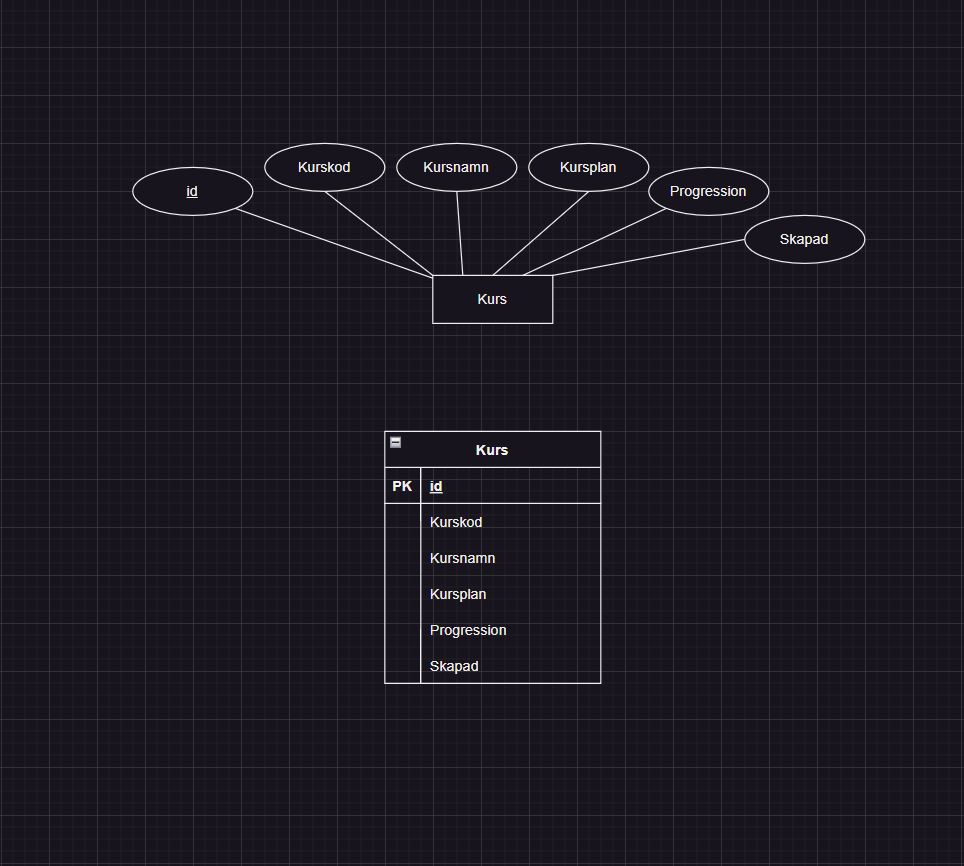 Kurskod
Kursnamn
Kursplan
id
Progression
Skapad
Kurs
Kurs
PK id
Kurskod
Kursnamn
Kursplan
Progression
Skapad